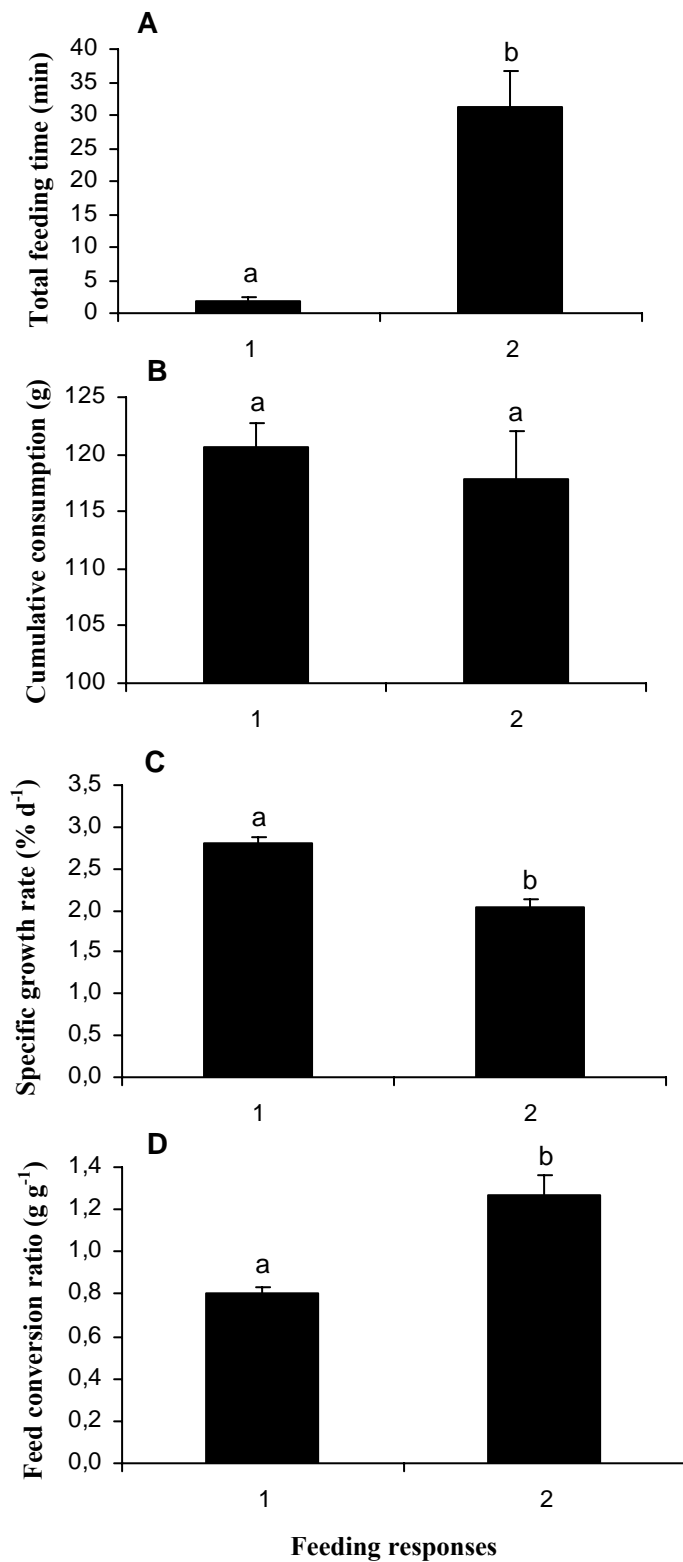 A
Total feeding time (min)
40
35
30
25
20
15
10
5
0
a
b
1
2
B
Cumulative consumption (g)
125
120
115
110
105
100
a
a
1
2
C
Specific growth rate (% d-1)
3,5
3,0
2,5
2,0
1,5
1,0
0,5
0,0
a
b
1
2
D
Feed conversion ratio (g g-1)
1,4
1,2
1,0
0,8
0,6
0,4
0,2
0,0
a
b
1
2
Feeding responses